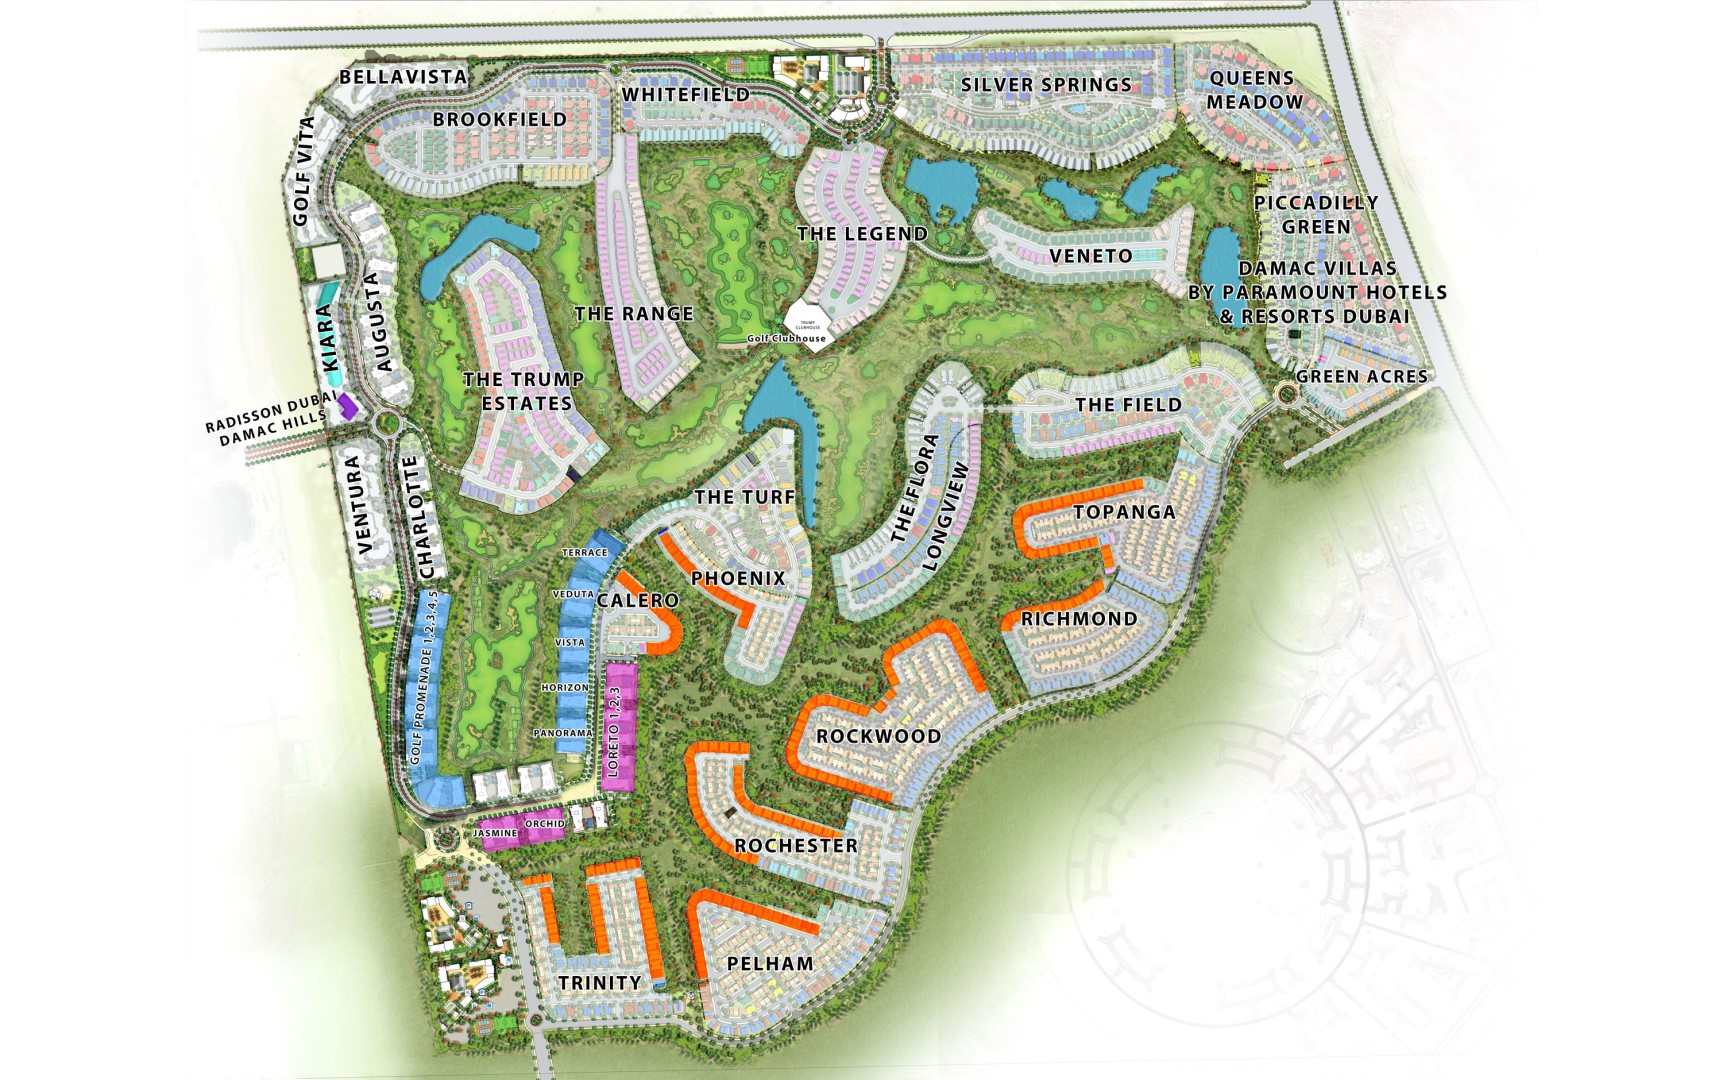 BELLAVISTA
BROOKFIELD
WHITEFIELD
SILVER SPRINGS
QUEENS
MEADOW
GOLF VITA
AUGUSTA
KIARA
RADISSON DUBAI
DAMAC HILLS
THE TRUMP
ESTATES
THE RANGE
THE LEGEND
TRUMP
CLUBHOUSE
Golf Clubhouse
VENETO
PICCADILLY
GREEN
DAMAC VILLAS
BY PARAMOUNT HOTELS
& RESORTS DUBAI
GREEN ACRES
THE FIELD
THE FLORA
LONGVIEW
THE TURF
PHOENIX
CALERO
TOPANGA
RICHMOND
VENTURA
CHARLOTTE
GOLF PROMENADE 1,2,3,4,5
TERRACE
VEDUTA
VISTA
HORIZON
PANORAMA
LORETO 1,2,3
JASMINE
ORCHID
ROCKWOOD
ROCHESTER
TRINITY
PELHAM